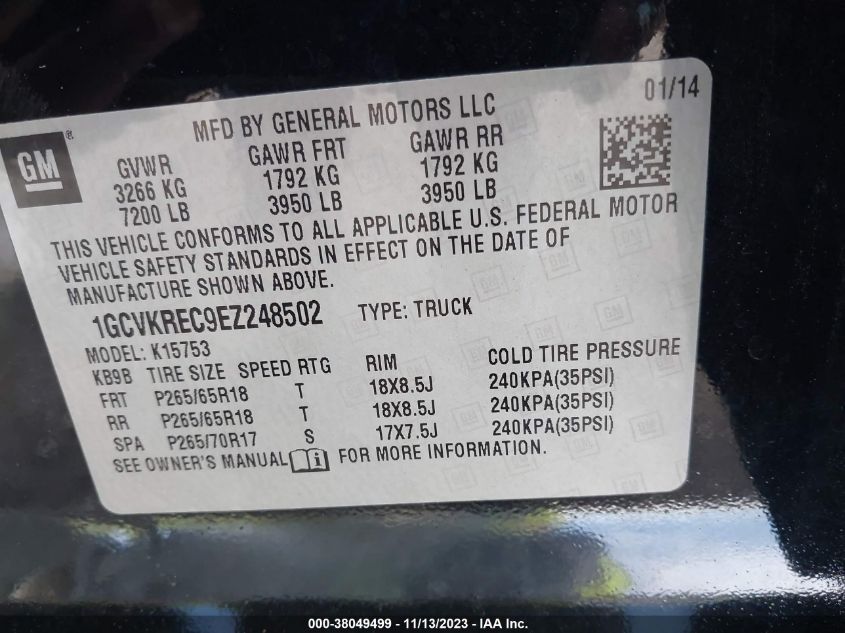 01/14
MFD BY GENERAL MOTORS LLC
GM®
GVWR GAWR FRT GAWR RR
3266 KG 1792 KG 1792 KG
7200 LB 3950 LB 3950 LB
THIS VEHICLE CONFORMS TO ALL APPLICABLE U.S. FEDERAL MOTOR
VEHICLE SAFETY STANDARDS IN EFFECT ON THE DATE OF
MANUFACTURE SHOWN ABOVE.
1GCVKREC9EZ248502 TYPE: TRUCK
MODEL: K15753
KB9B TIRE SIZE SPEED RTG RIM COLD TIRE PRESSURE
FRT P265/65R18 T 18X8.5J 240KPA(35PSI)
RR P265/65R18 T 18X8.5J 240KPA(35PSI)
SPA P265/70R17 S 17X7.5J 240KPA(35PSI)
SEE OWNER'S MANUAL FOR MORE INFORMATION.
000-38049499 - 11/13/2023 - IAA Inc.